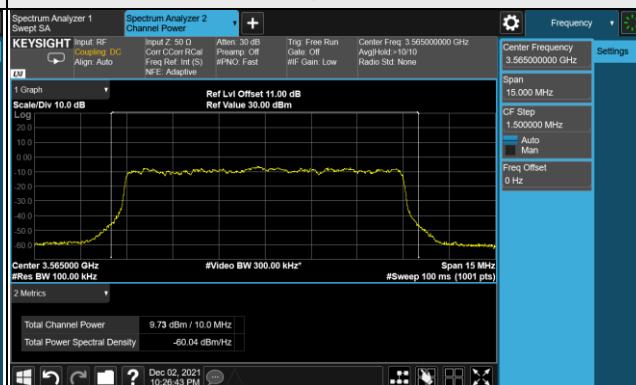 Spectrum Analyzer 1
Swept SA
Spectrum Analyzer 2
Channel Power
Frequency
KEYSIGHT
Input: RF
Coupling: DC
Align: Auto
Input Z: 50 Ω
Corr CCorr RCal
Freq Ref: Int (S)
NFE: Adaptive
Atten: 30 dB
Preamp: Off
#PNO: Fast
Trig: Free Run
Gate: Off
#IF Gain: Low
Center Freq: 3.565000000 GHz
Avg|Hold:>10/10
Radio Std: None
LXI
Center Frequency
3.565000000 GHz
Settings
Span
15.000 MHz
CF Step
1.500000 MHz
Auto
Man
Freq Offset
0 Hz
1 Graph
Scale/Div 10.0 dB
Ref Lvl Offset 11.00 dB
Ref Value 30.00 dBm
Log
20.0
10.0
0.00
-10.0
-20.0
-30.0
-40.0
-50.0
-60.0
Center 3.565000 GHz
#Res BW 100.00 kHz
#Video BW 300.00 kHz*
Span 15 MHz
#Sweep 100 ms (1001 pts)
2 Metrics
Total Channel Power 9.73 dBm / 10.0 MHz
Total Power Spectral Density -60.04 dBm/Hz
Dec 02, 2021
10:26:43 PM